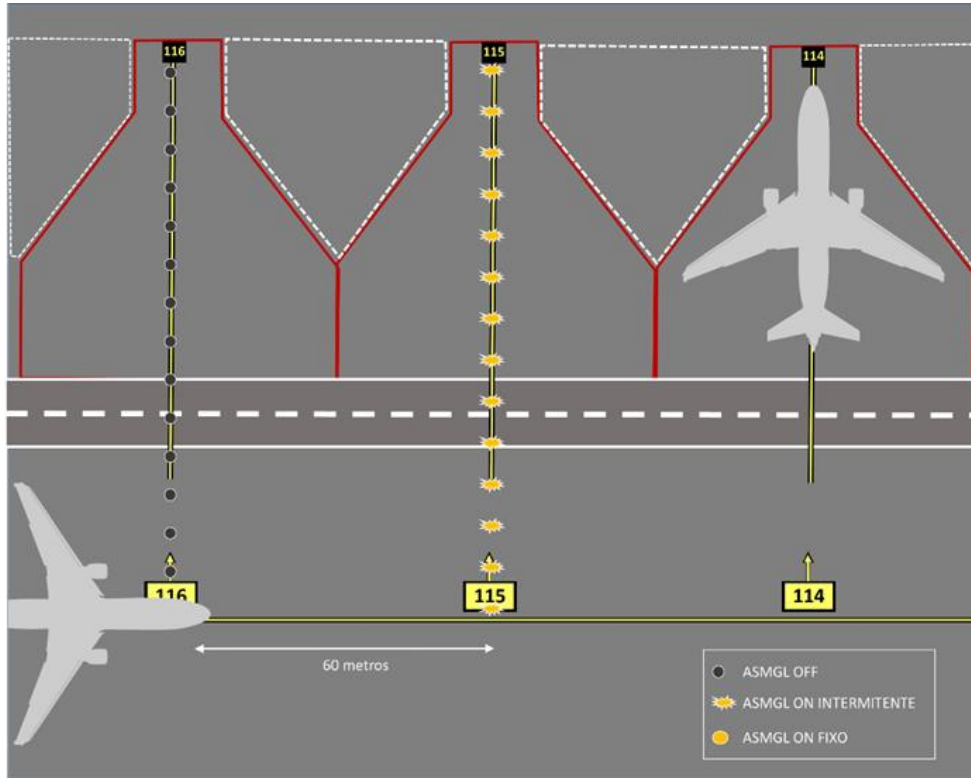 116
115
114
116
115
114
60 metros
ASMGL OFF
ASMGL ON INTERMITENTE
ASMGL ON FIXO